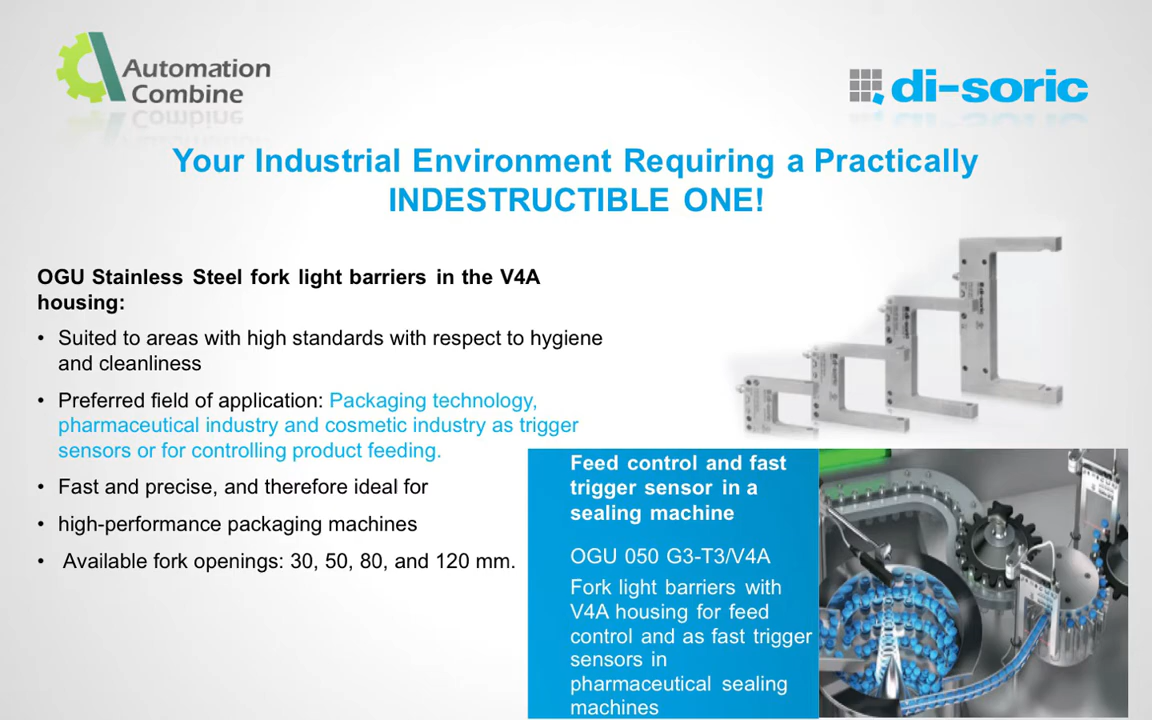 Automation
Combine
di-soric
Your Industrial Environment Requiring a Practically
INDESTRUCTIBLE ONE!
OGU Stainless Steel fork light barriers in the V4A
housing:
• Suited to areas with high standards with respect to hygiene
and cleanliness
• Preferred field of application: Packaging technology,
pharmaceutical industry and cosmetic industry as trigger
sensors or for controlling product feeding.
• Fast and precise, and therefore ideal for
• high-performance packaging machines
• Available fork openings: 30, 50, 80, and 120 mm.
Feed control and fast
trigger sensor in a
sealing machine
OGU 050 G3-T3/V4A
Fork light barriers with
V4A housing for feed
control and as fast trigger
sensors in
pharmaceutical sealing
machines